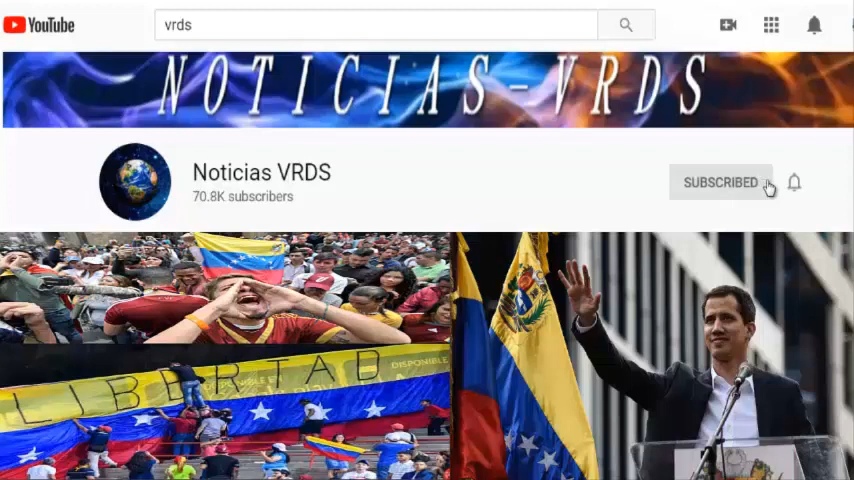 YouTube
vrds
NOTICIAS-VRDS
Noticias VRDS
70.8K subscribers
SUBSCRIBED
LIBERTAD
DISPONIBLE